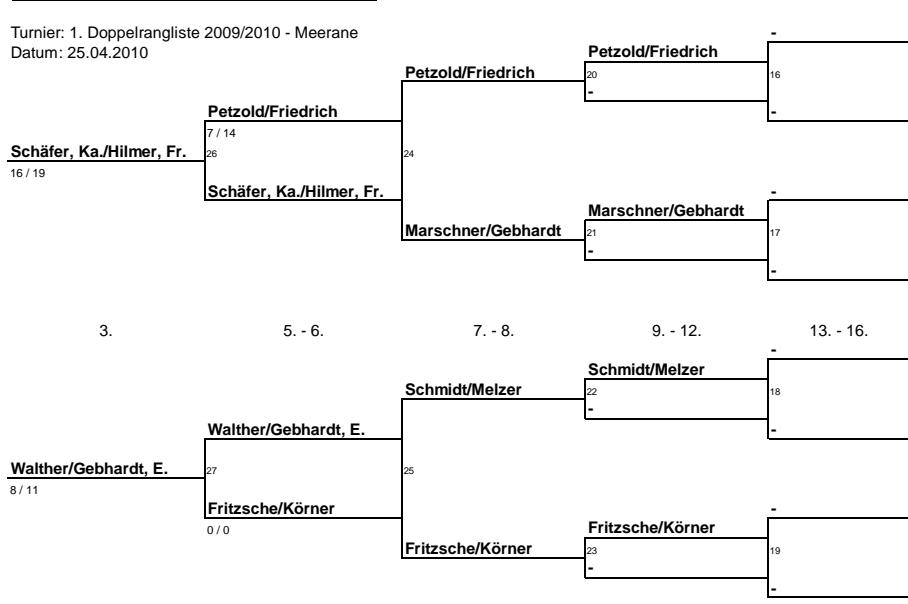 Turnier: 1. Doppelrangliste 2009/2010 - Meerane
Datum: 25.04.2010
-
Petzold/Friedrich
Petzold/Friedrich
20
16
-
Petzold/Friedrich
-
7 / 14
Schäfer, Ka./Hilmer, Fr.
26
24
16 / 19
Schäfer, Ka./Hilmer, Fr.
-
Marschner/Gebhardt
Marschner/Gebhardt
21
17
-
-
3.
5. - 6.
7. - 8.
9. - 12.
13. - 16.
-
Schmidt/Melzer
Schmidt/Melzer
22
18
-
Walther/Gebhardt, E.
-
Walther/Gebhardt, E.
27
25
8 / 11
Fritzsche/Körner
-
0 / 0
Fritzsche/Körner
Fritzsche/Körner
23
19
-
-